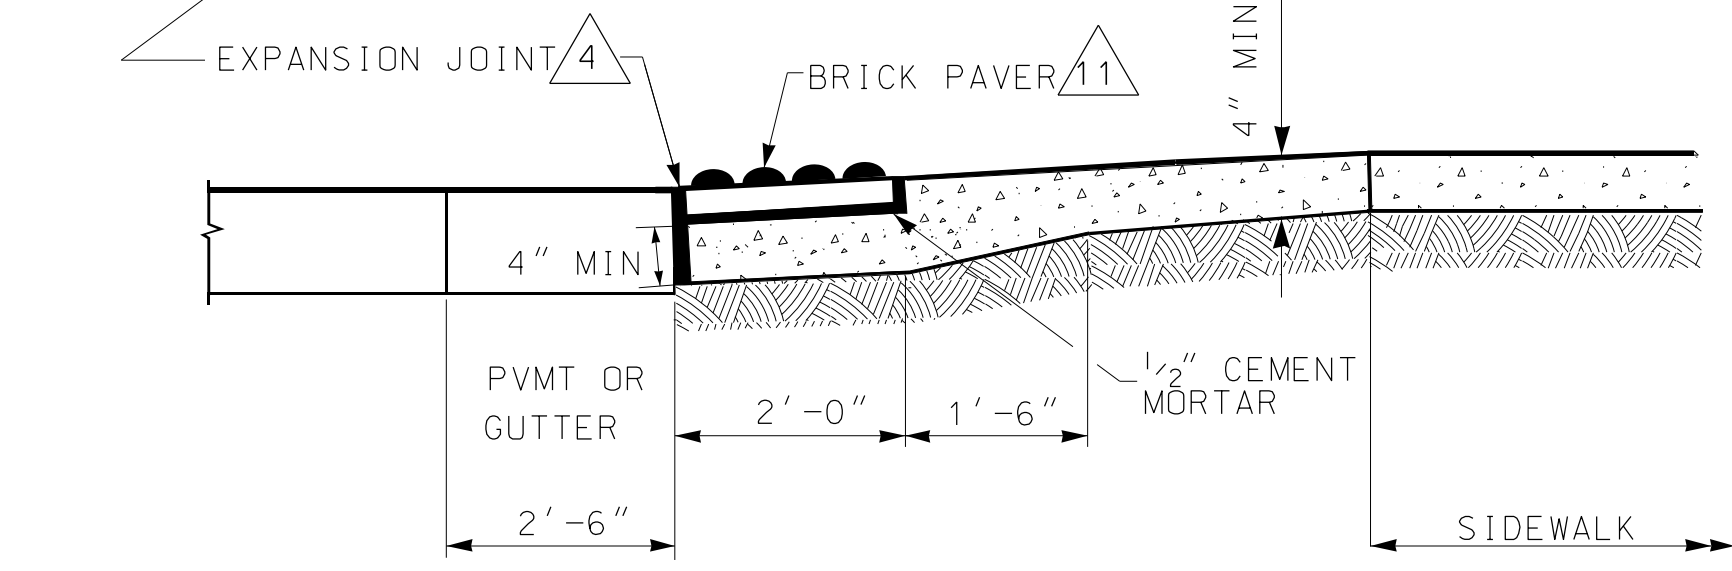 EXPANSION JOINT 4
BRICK PAVER 11
4" MIN
4" MIN
PVMT OR
GUTTER
1/2" CEMENT
MORTAR
2'-0"
1'-6"
2'-6"
SIDEWALK